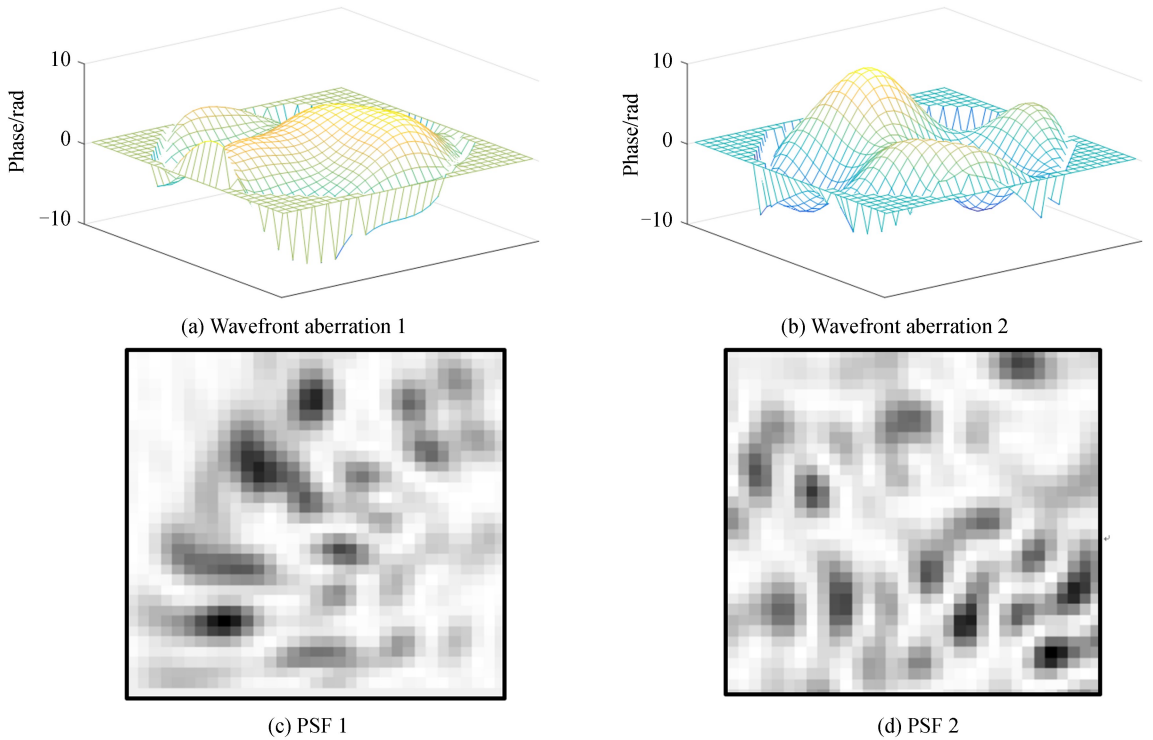 10
0
−10
Phase/rad
10
0
−10
Phase/rad
(a) Wavefront aberration 1
(b) Wavefront aberration 2
(c) PSF 1
(d) PSF 2